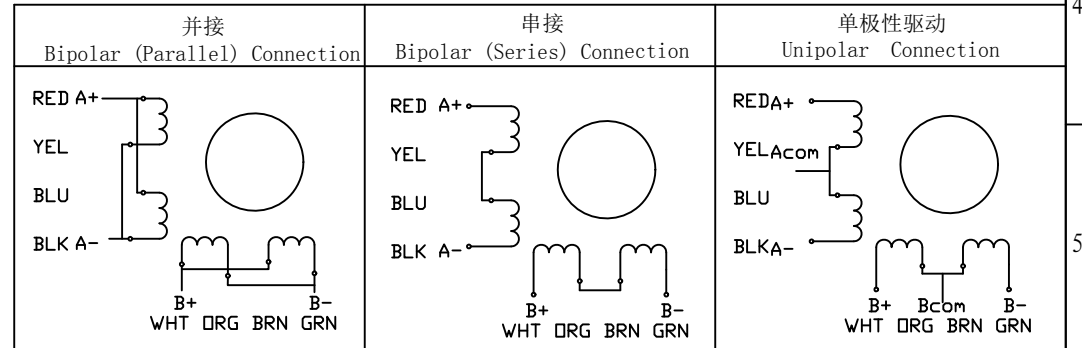 并接
Bipolar (Parallel) Connection
RED A+
YEL
BLU
BLK A-
B+ B-
WHT ORG BRN GRN
串接
Bipolar (Series) Connection
RED A+
YEL
BLU
BLK A-
B+ B-
WHT ORG BRN GRN
单极性驱动
Unipolar Connection
REDA+
YELAcom
BLU
BLKA-
B+ Bcom B-
WHT ORG BRN GRN
4
5